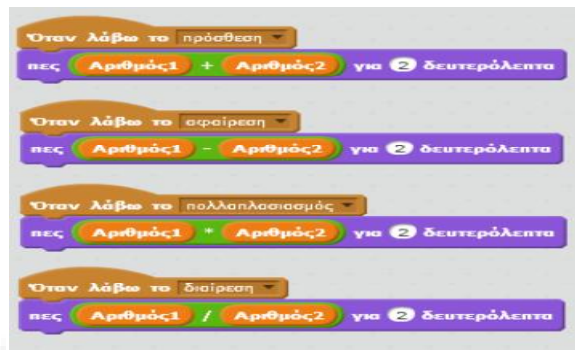 Όταν λάβω το πρόσθεση
πες Αριθμός1 + Αριθμός2 για 2 δευτερόλεπτα
Όταν λάβω το αφαίρεση
πες Αριθμός1 - Αριθμός2 για 2 δευτερόλεπτα
Όταν λάβω το πολλαπλασιασμός
πες Αριθμός1 * Αριθμός2 για 2 δευτερόλεπτα
Όταν λάβω το διαίρεση
πες Αριθμός1 / Αριθμός2 για 2 δευτερόλεπτα